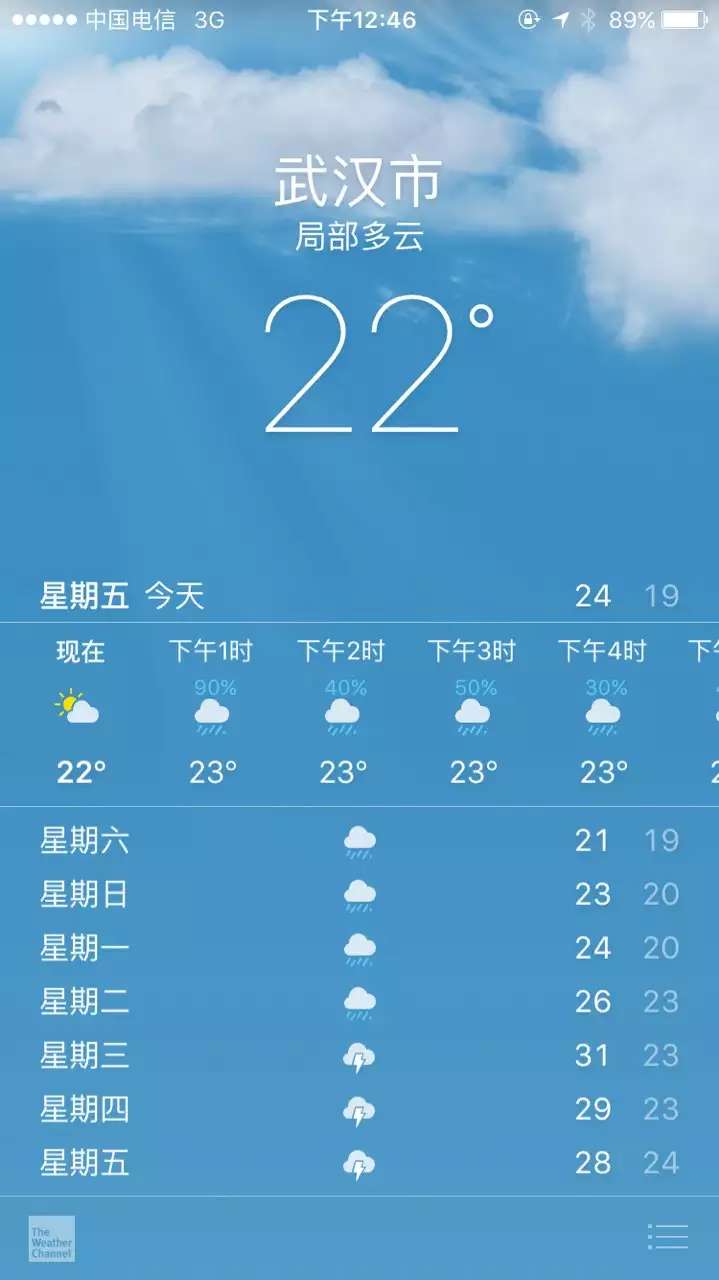 中国电信 3G 下午12:46 89%
武汉市
局部多云
22°
星期五 今天 24 19
现在 下午1时 下午2时 下午3时 下午4时 下午
90% 40% 50% 30%
22° 23° 23° 23° 23°
星期六 21 19
星期日 23 20
星期一 24 20
星期二 26 23
星期三 31 23
星期四 29 23
星期五 28 24
The
Weather
Channel